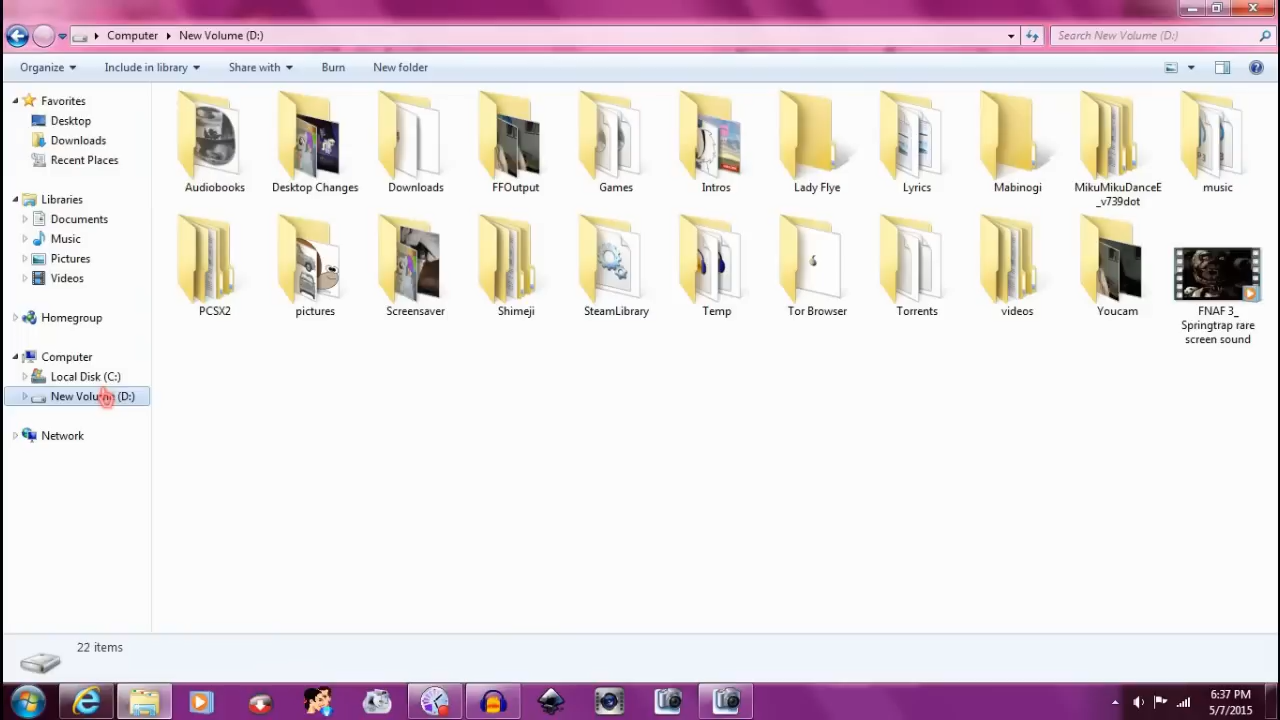 Computer New Volume (D:) Search New Volume (D:)
Organize Include in library Share with Burn New folder
Favorites
Desktop
Downloads
Recent Places
Libraries
Documents
Music
Pictures
Videos
Homegroup
Computer
Local Disk (C:)
New Volume (D:)
Network
Audiobooks Desktop Changes Downloads FFOutput Games Intros Lady Flye Lyrics Mabinogi MikuMikuDanceE music
_v739dot
PCSX2 pictures Screensaver Shimeji SteamLibrary Temp Tor Browser Torrents videos Youcam FNAF 3_
Springtrap rare
screen sound
22 items
6:37 PM
5/7/2015